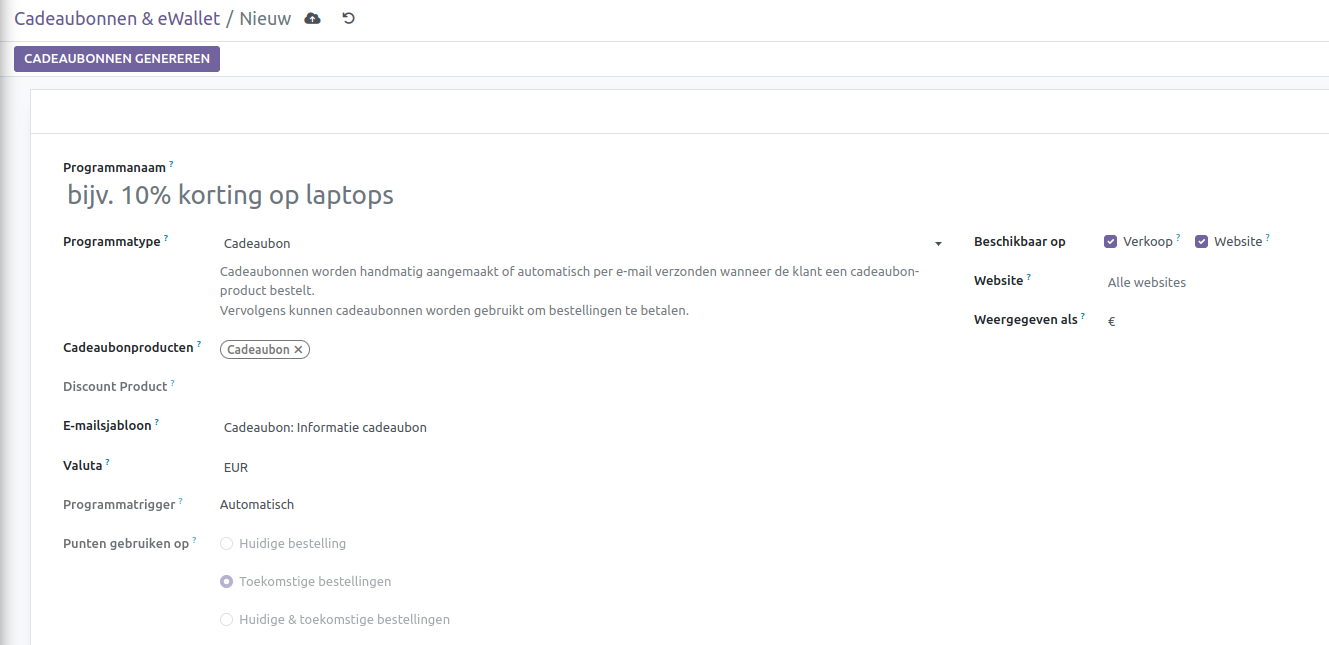 Cadeaubonnen & eWallet / Nieuw
CADEAUBONNEN GENEREREN
Programmanaam ?
bijv. 10% korting op laptops
Programmatype ? Cadeaubon
Beschikbaar op Verkoop ? Website ?
Cadeaubonnen worden handmatig aangemaakt of automatisch per e-mail verzonden wanneer de klant een cadeaubon-
product bestelt.
Vervolgens kunnen cadeaubonnen worden gebruikt om bestellingen te betalen.
Website ? Alle websites
Weergegeven als ? €
Cadeaubonproducten ? Cadeaubon ×
Discount Product ?
E-mailsjabloon ? Cadeaubon: Informatie cadeaubon
Valuta ? EUR
Programmatrigger ? Automatisch
Punten gebruiken op ? Huidige bestelling
Toekomstige bestellingen
Huidige & toekomstige bestellingen